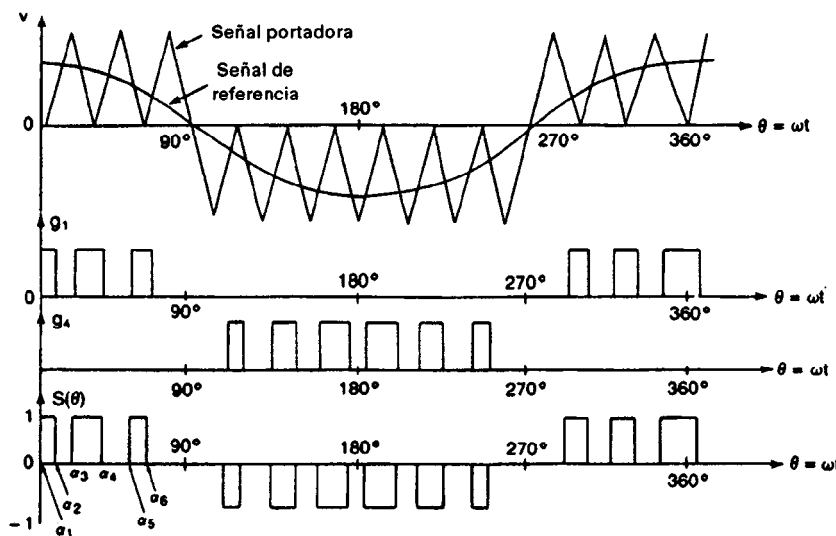 v
Señal portadora
Señal de
referencia
180°
0
90°
270°
360°
θ = ωt
g₁
180°
270°
0
90°
360°
θ = ωt
g₄
90°
180°
270°
360°
θ = ωt
S(θ)
1
90°
180°
270°
0
α₃
α₄
α₆
360°
θ = ωt
α₂
α₅
-1
α₁